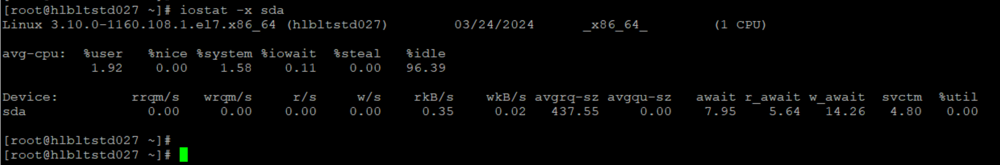 [root@hlbltstd027 ~]# iostat -x sda
Linux 3.10.0-1160.108.1.el7.x86_64 (hlbltstd027)        03/24/2024      _x86_64_        (1 CPU)
avg-cpu:  %user   %nice %system %iowait  %steal   %idle
           1.92    0.00    1.58    0.11    0.00   96.39
Device:         rrqm/s   wrqm/s     r/s     w/s    rkB/s    wkB/s avgrq-sz avgqu-sz   await r_await w_await  svctm  %util
sda               0.00     0.00    0.00    0.00     0.35     0.02   437.55     0.00    7.95    5.64   14.26   4.80   0.00
[root@hlbltstd027 ~]#
[root@hlbltstd027 ~]#